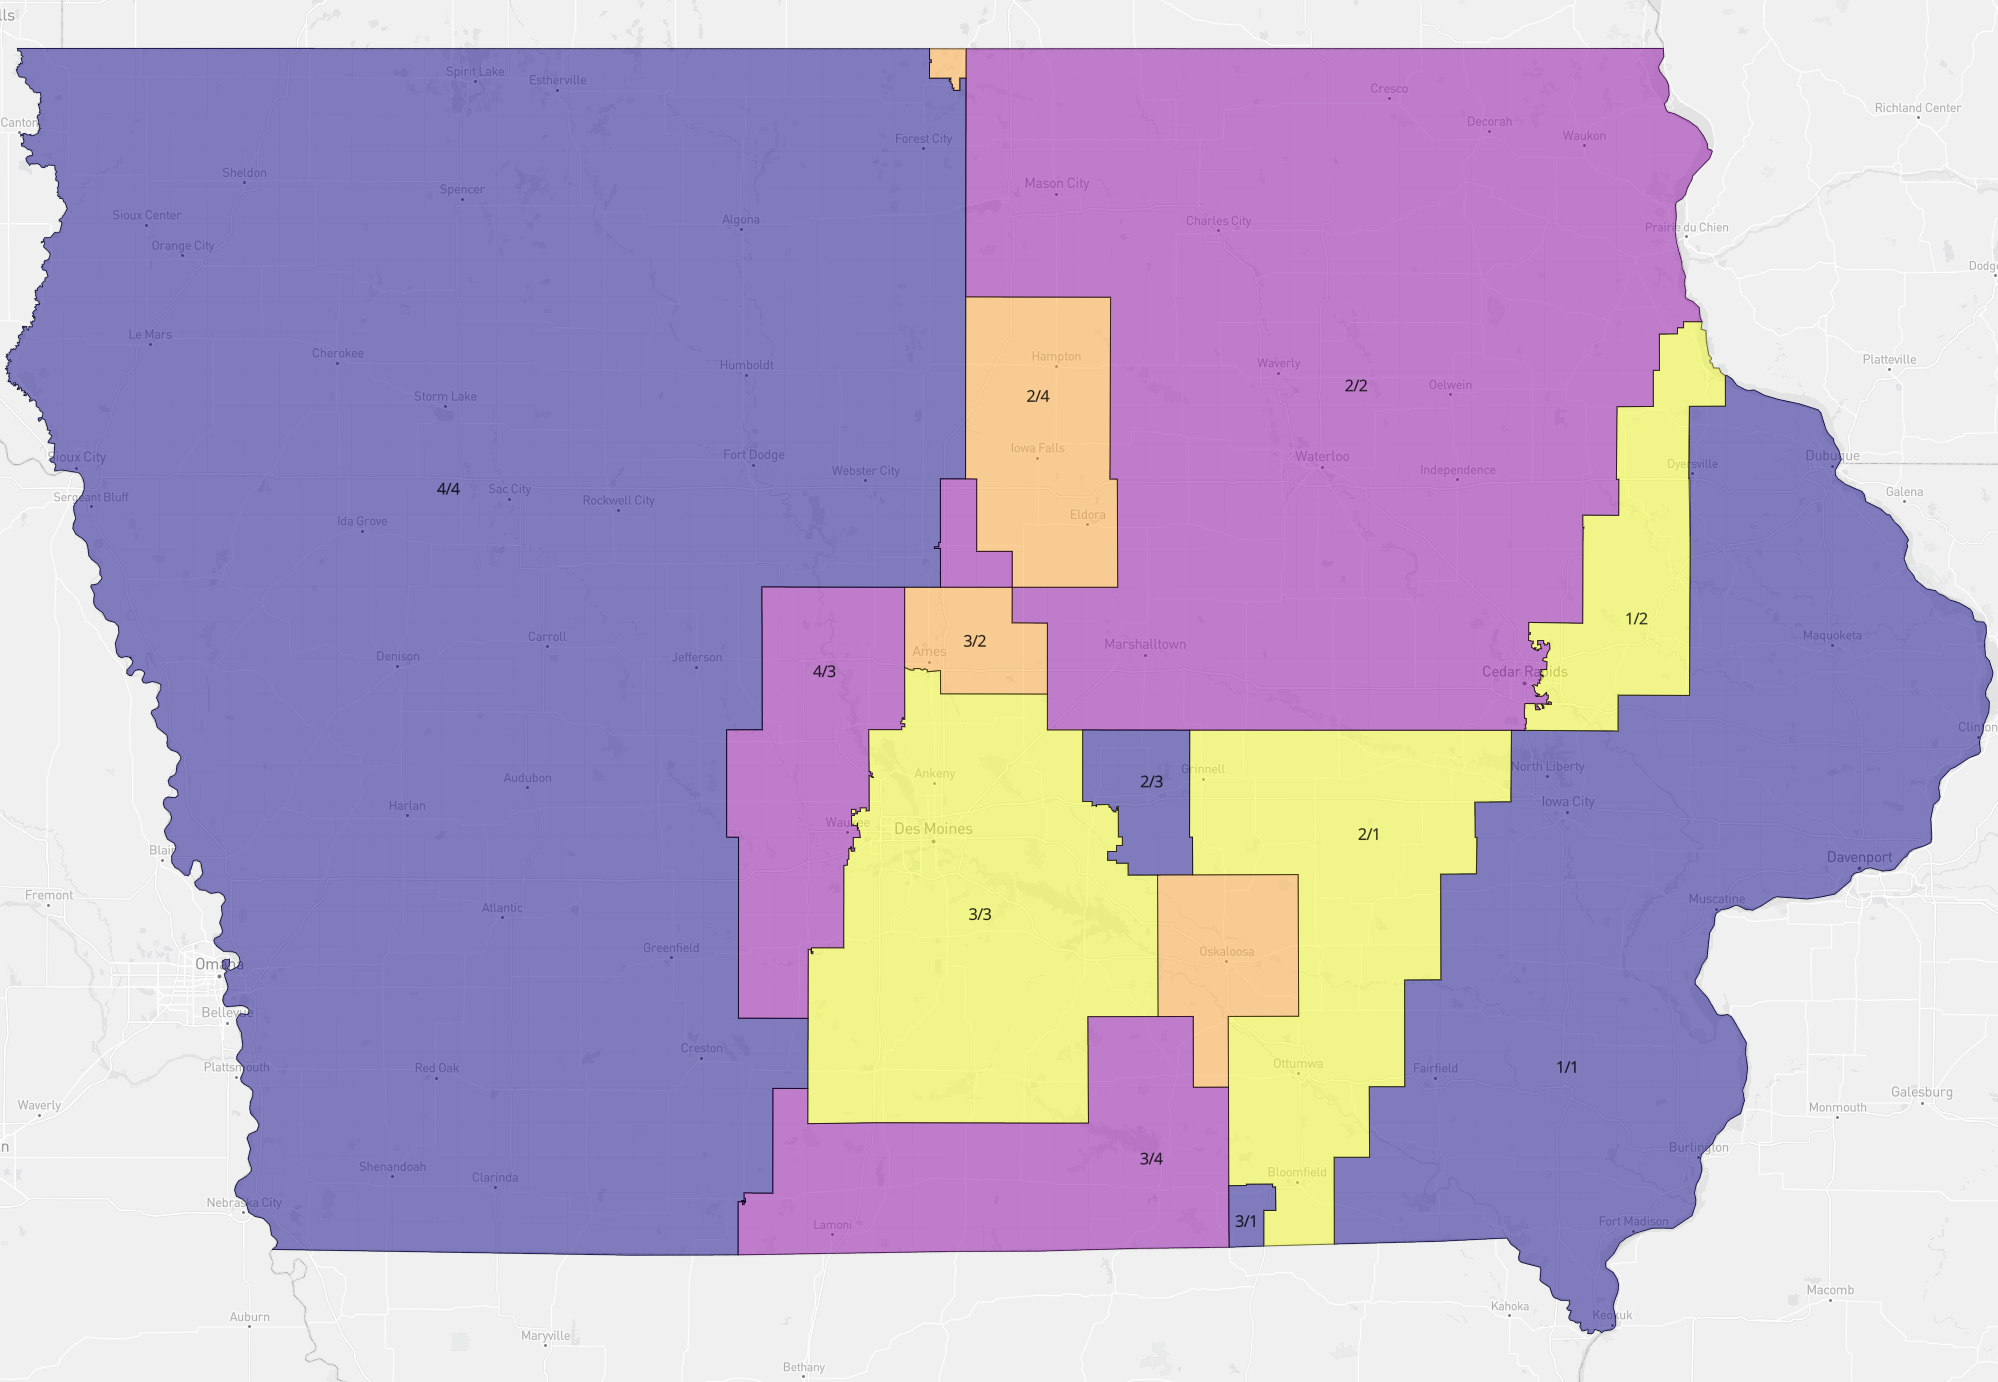 lls
Spirit Lake
Estherville
Cresco
Richland Center
Canton
Decorah
Forest City
Waukon
Sheldon
Mason City
Spencer
Sioux Center
Algona
Charles City
Prairie du Chien
Orange City
Dodge
Le Mars
Cherokee
Hampton
Waverly
Platteville
Humboldt
2/2
Oelwein
Storm Lake
2/4
Iowa Falls
Sioux City
Fort Dodge
Webster City
Waterloo
Independence
Dyersville
Dubuque
4/4
Sac City
Sergeant Bluff
Rockwell City
Galena
Ida Grove
Eldora
1/2
Carroll
3/2
Marshalltown
Maquoketa
Denison
Jefferson
Ames
4/3
Cedar Rapids
Clinton
Audubon
Ankeny
2/3
Grinnell
North Liberty
Harlan
Iowa City
Waukee
Des Moines
2/1
Blair
Davenport
Fremont
Atlantic
3/3
Muscatine
Greenfield
Oskaloosa
Omaha
Bellevue
Creston
Plattsmouth
Red Oak
Ottumwa
Fairfield
1/1
Waverly
Galesburg
Monmouth
n
Burlington
3/4
Shenandoah
Clarinda
Bloomfield
Nebraska City
Lamoni
3/1
Fort Madison
Auburn
Macomb
Kahoka
Keokuk
Maryville
Bethany